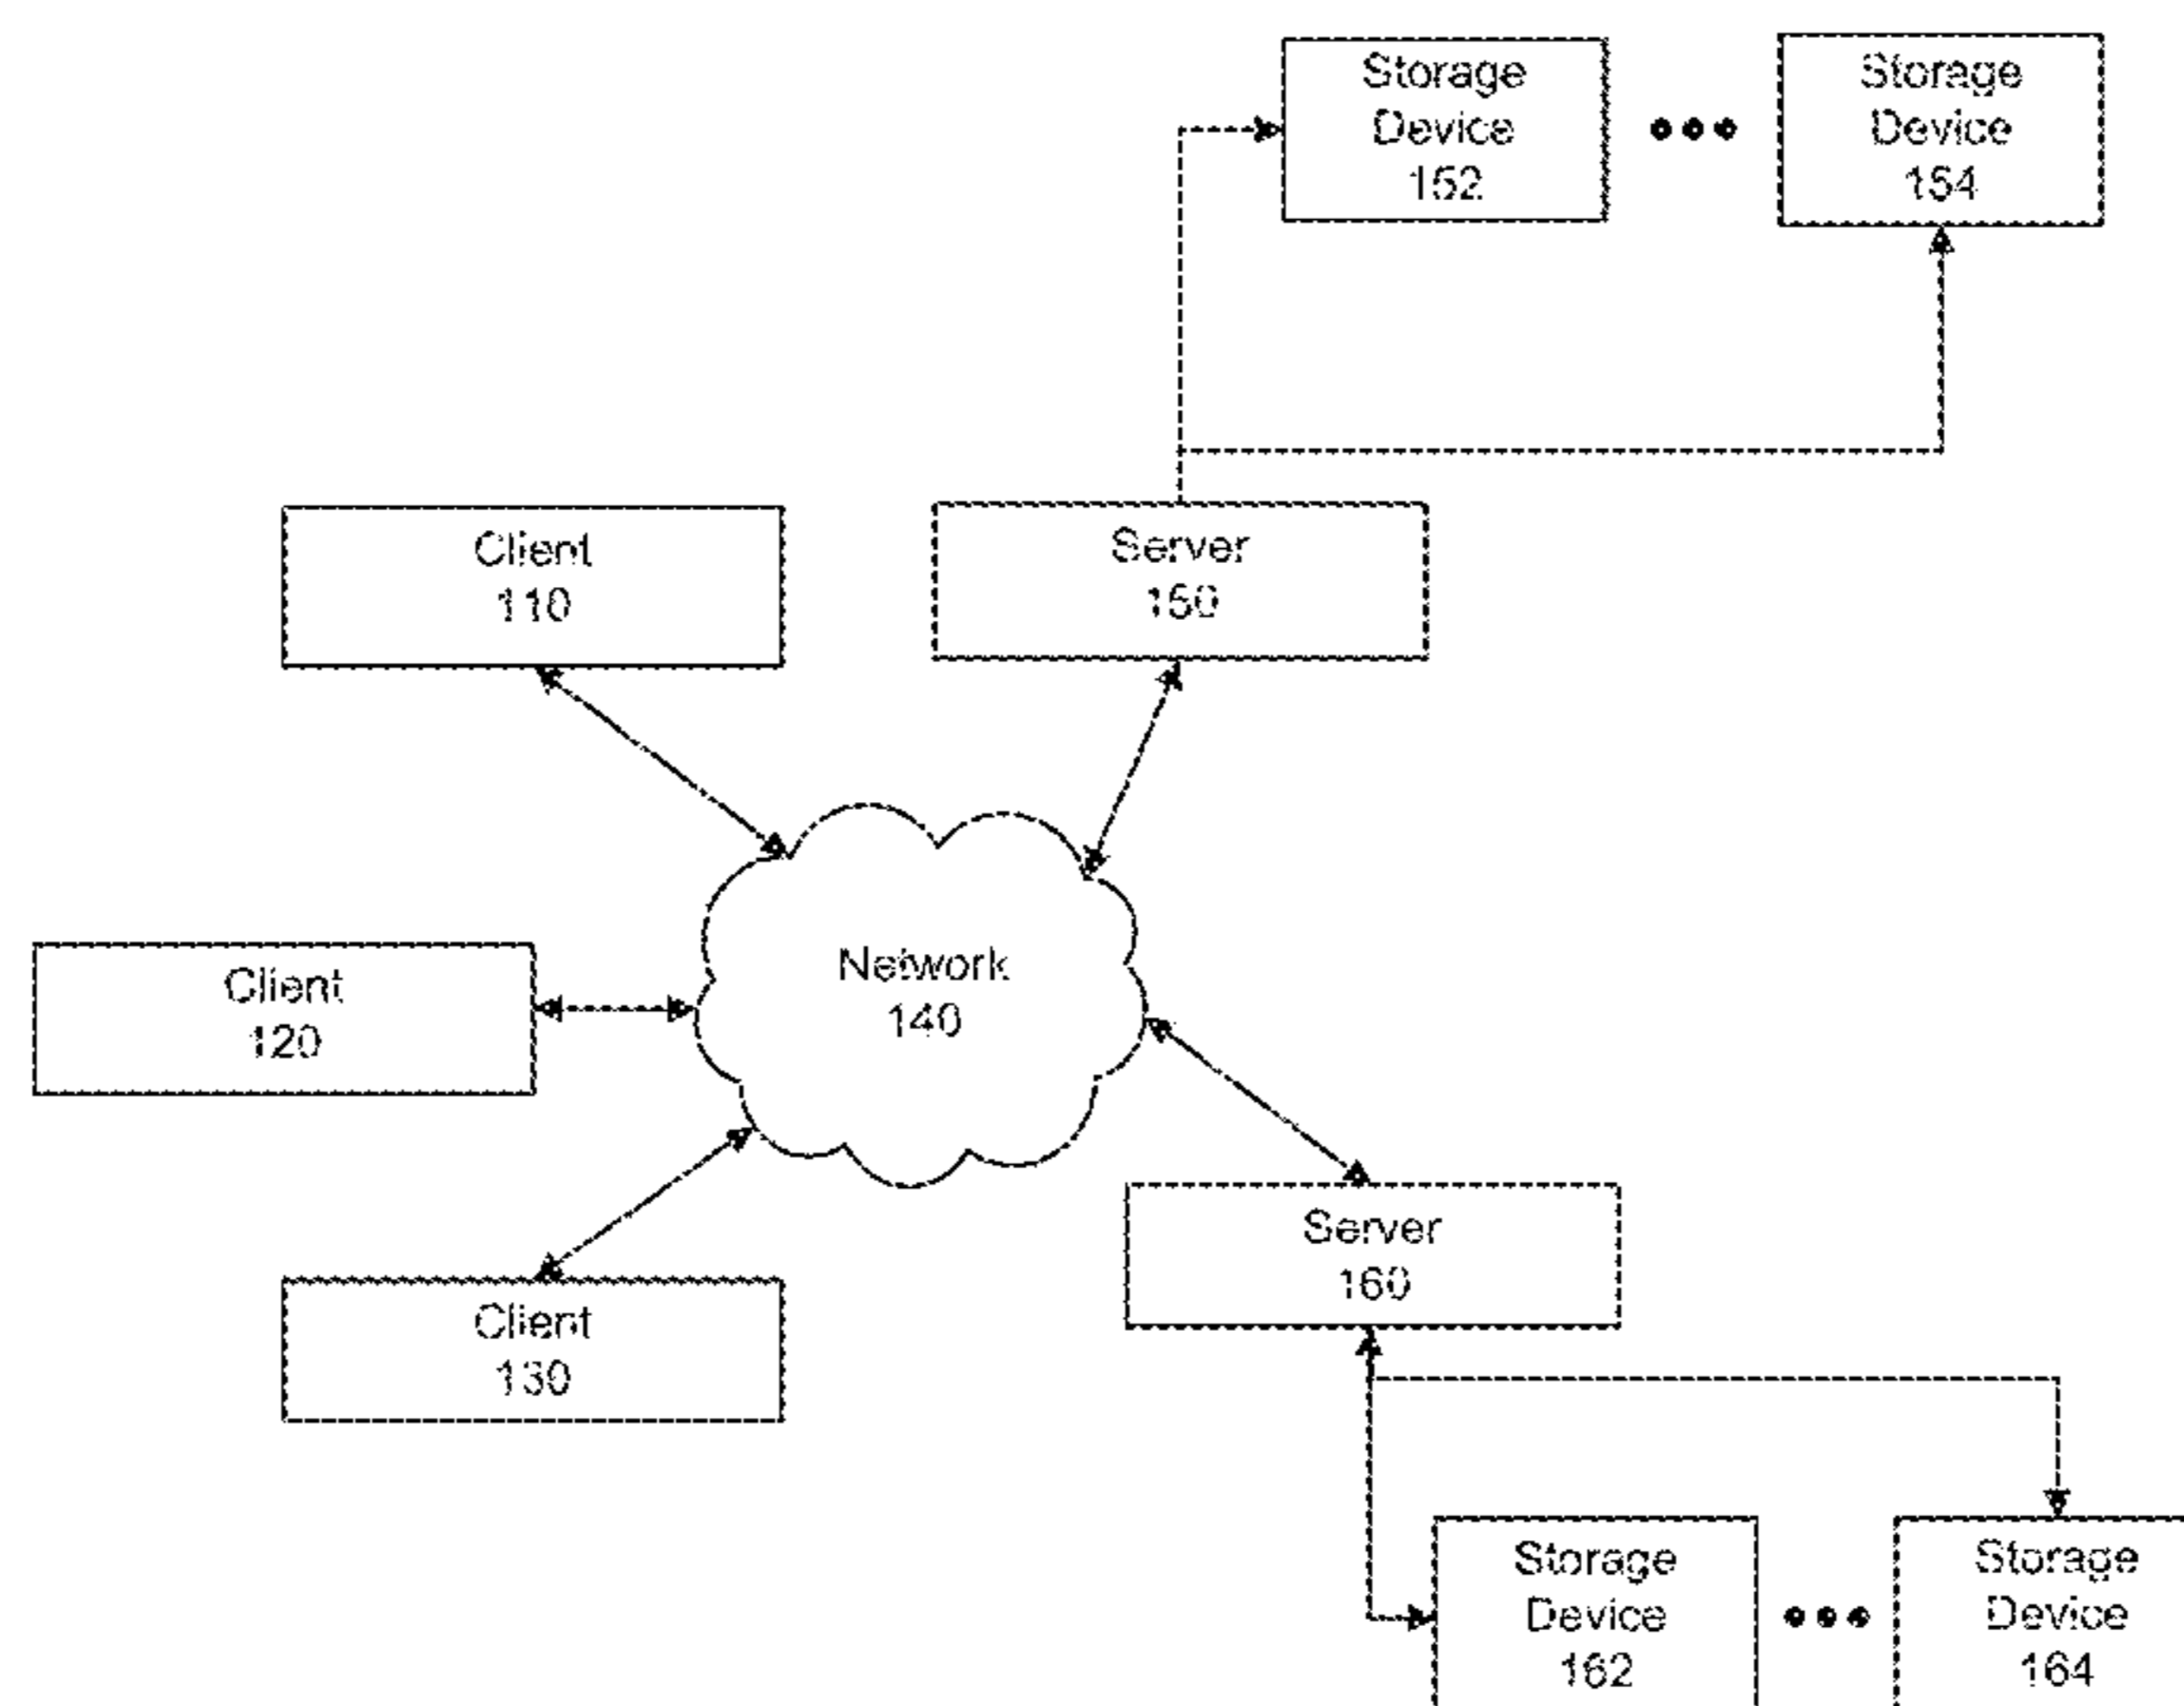 Storage
Device
152
Storage
Device
154
Client
110
Server
150
Network
140
Client
120
Server
160
Client
130
Storage
Device
162
Storage
Device
164